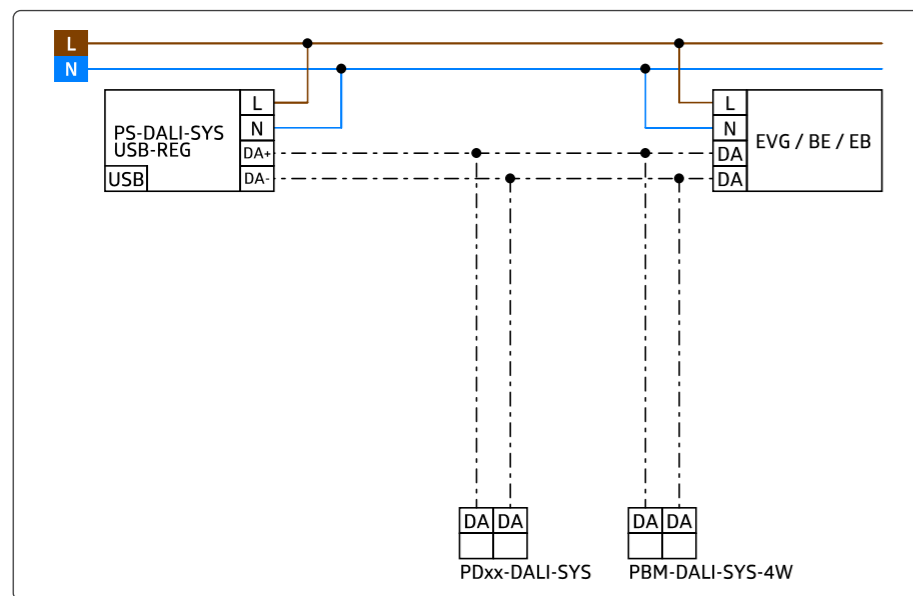 L
N
PS-DALI-SYS
USB-REG
USB
L
N
DA+
DA-
L
N
DA
DA
EVG / BE / EB
DA DA
PDxx-DALI-SYS
DA DA
PBM-DALI-SYS-4W